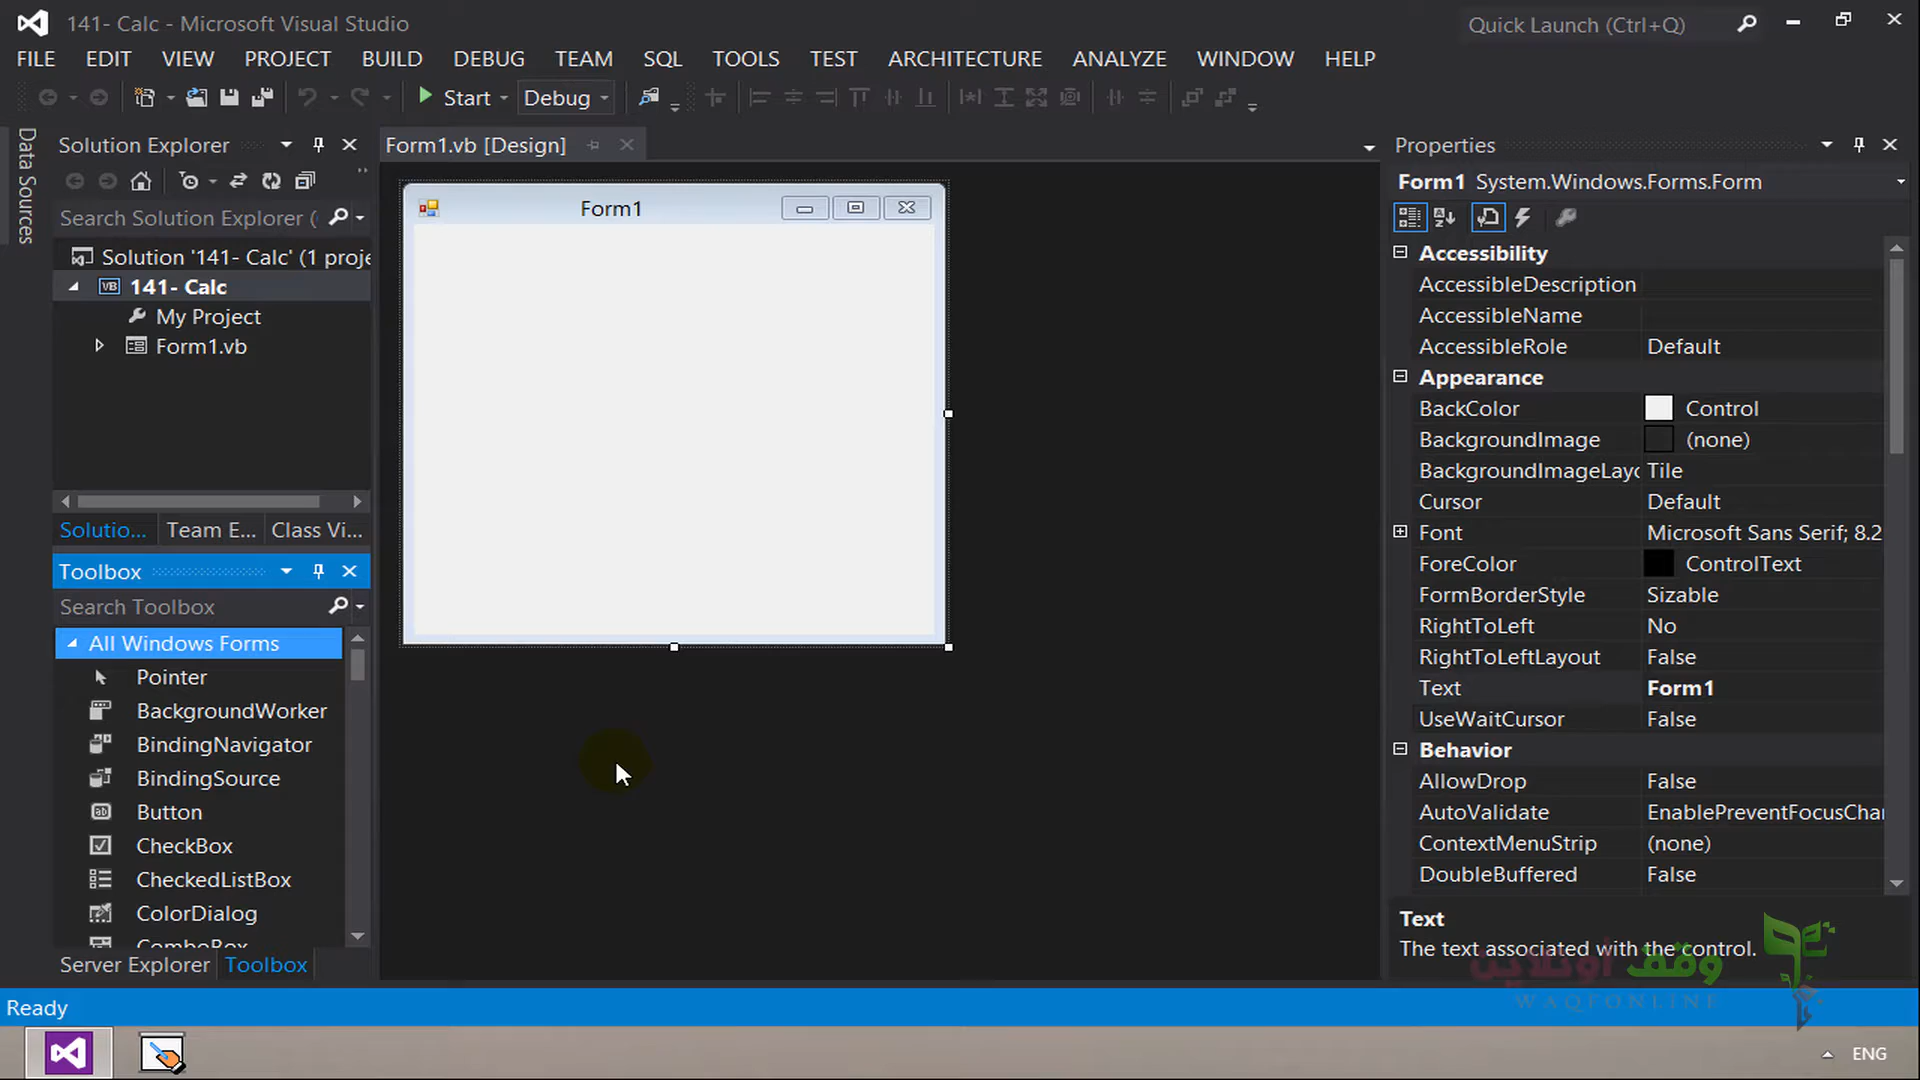 141- Calc - Microsoft Visual Studio
Quick Launch (Ctrl+Q)
FILE EDIT VIEW PROJECT BUILD DEBUG TEAM SQL TOOLS TEST ARCHITECTURE ANALYZE WINDOW HELP
Start Debug
Data Sources
Solution Explorer
Search Solution Explorer (
Solution '141- Calc' (1 proje
VB 141- Calc
My Project
Form1.vb
Solutio... Team E... Class Vi...
Toolbox
Search Toolbox
All Windows Forms
Pointer
BackgroundWorker
BindingNavigator
BindingSource
Button
CheckBox
CheckedListBox
ColorDialog
ComboBox
Server Explorer Toolbox
Form1.vb [Design]
Form1
Properties
Form1 System.Windows.Forms.Form
Accessibility
AccessibleDescription
AccessibleName
AccessibleRole Default
Appearance
BackColor Control
BackgroundImage (none)
BackgroundImageLayc Tile
Cursor Default
Font Microsoft Sans Serif; 8.2
ForeColor ControlText
FormBorderStyle Sizable
RightToLeft No
RightToLeftLayout False
Text Form1
UseWaitCursor False
Behavior
AllowDrop False
AutoValidate EnablePreventFocusChar
ContextMenuStrip (none)
DoubleBuffered False
Text
The text associated with the control.
وقف أونلاين
WAQFONLINE
Ready
ENG